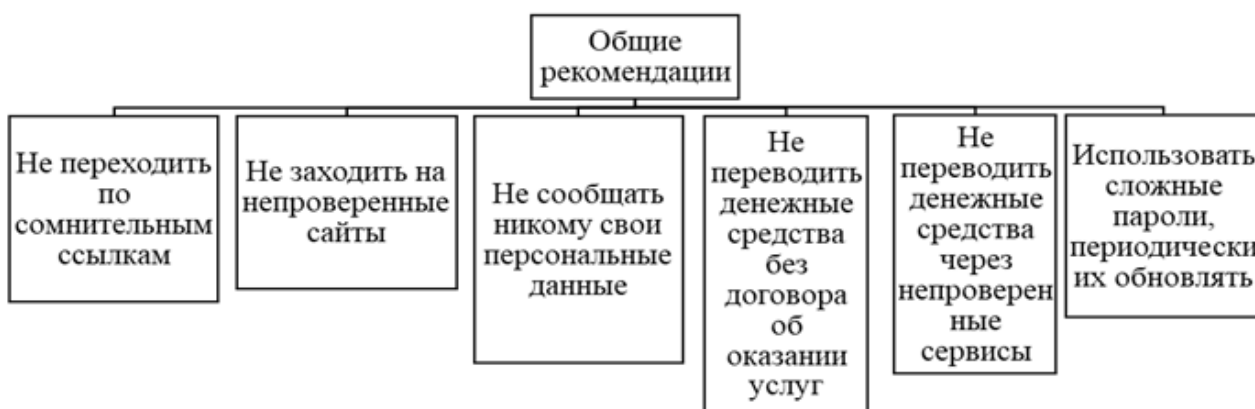 Общие
рекомендации
Не переходить
по
сомнительным
ссылкам
Не заходить на
непроверенные
сайты
Не сообщать
никому свои
персональные
данные
Не
переводить
денежные
средства
без
договора
об
оказании
услуг
Не
переводить
денежные
средства
через
непроверен
ные
сервисы
Использовать
сложные
пароли,
периодически
их обновлять